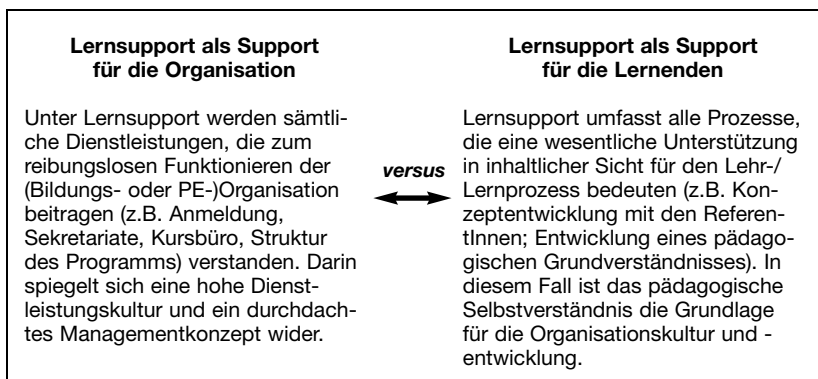 Lernsupport als Support
für die Organisation
Unter Lernsupport werden sämtli-
che Dienstleistungen, die zum
reibungslosen Funktionieren der
(Bildungs- oder PE-)Organisation
beitragen (z.B. Anmeldung,
Sekretariate, Kursbüro, Struktur
des Programms) verstanden. Darin
spiegelt sich eine hohe Dienst-
leistungskultur und ein durchdach-
tes Managementkonzept wider.
versus
Lernsupport als Support
für die Lernenden
Lernsupport umfasst alle Prozesse,
die eine wesentliche Unterstützung
in inhaltlicher Sicht für den Lehr-/
Lernprozess bedeuten (z.B. Kon-
zeptentwicklung mit den Referen-
tInnen; Entwicklung eines pädago-
gischen Grundverständnisses). In
diesem Fall ist das pädagogische
Selbstverständnis die Grundlage
für die Organisationskultur und -
entwicklung.